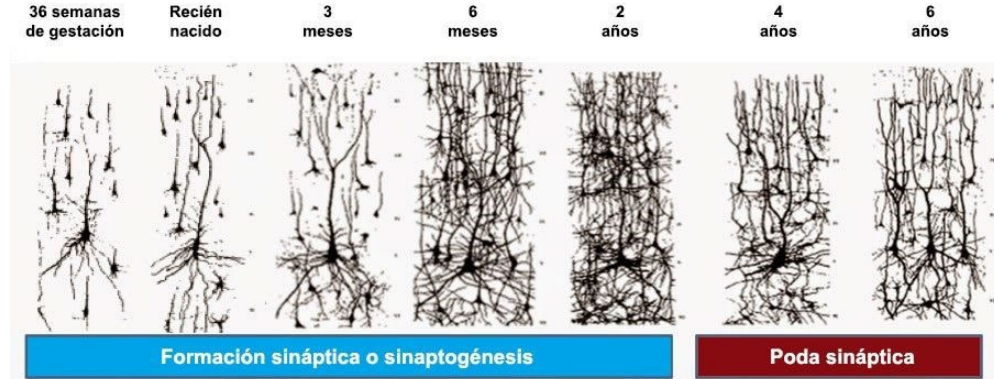 36 semanas
de gestación
Recién
nacido
3
meses
6
meses
2
años
4
años
6
años
Formación sináptica o sinaptogénesis
Poda sináptica